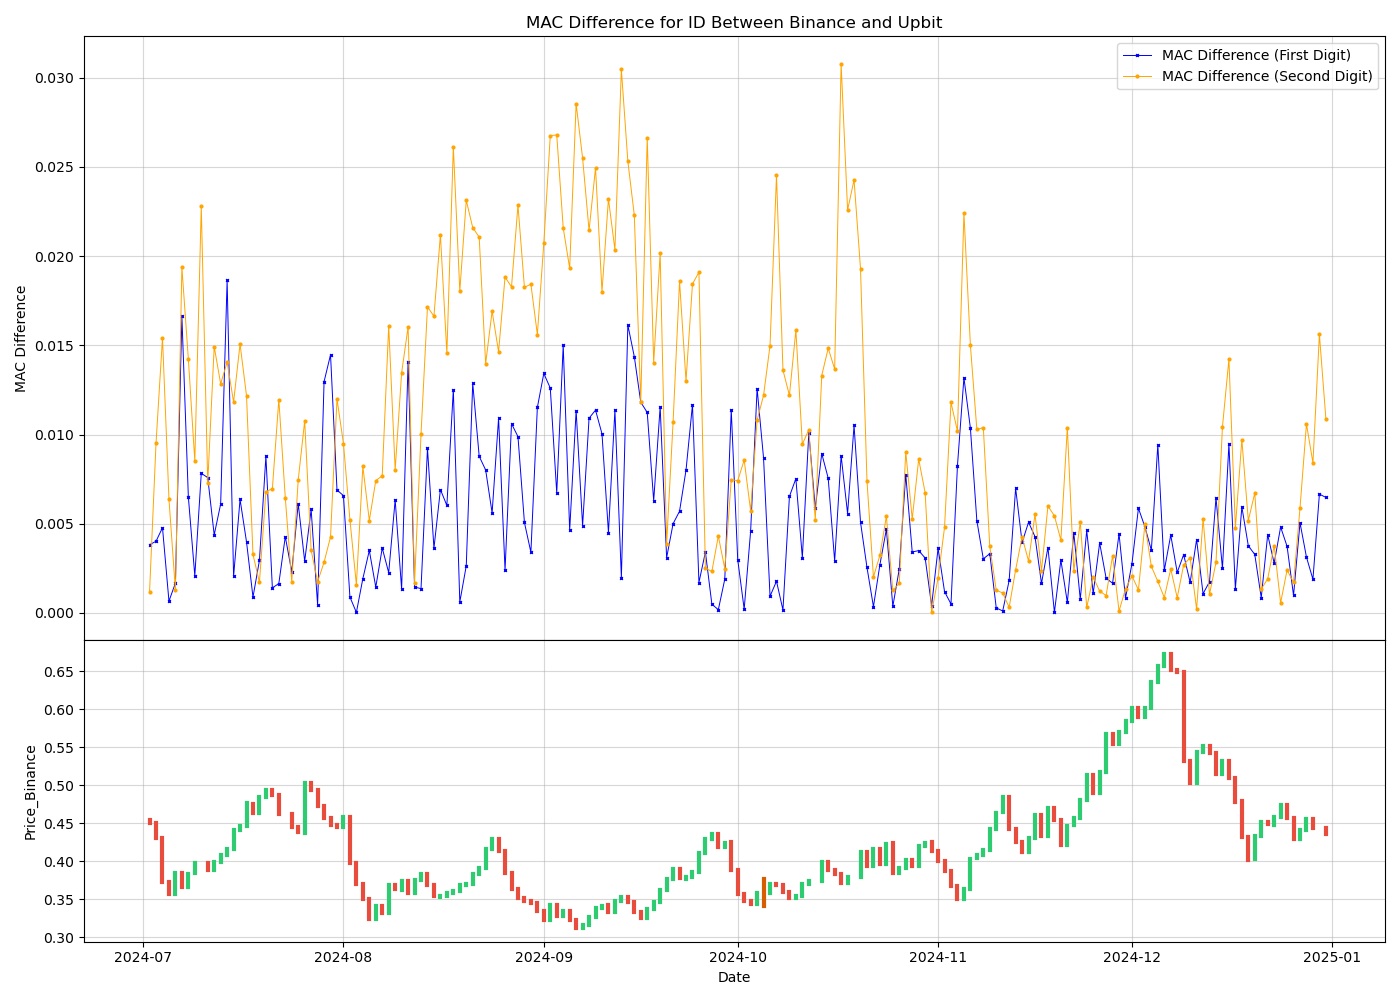 MAC Difference for ID Between Binance and Upbit
MAC Difference (First Digit)
MAC Difference (Second Digit)
MAC Difference
0.030
0.025
0.020
0.015
0.010
0.005
0.000
Price_Binance
0.65
0.60
0.55
0.50
0.45
0.40
0.35
0.30
2024-07 2024-08 2024-09 2024-10 2024-11 2024-12 2025-01
Date